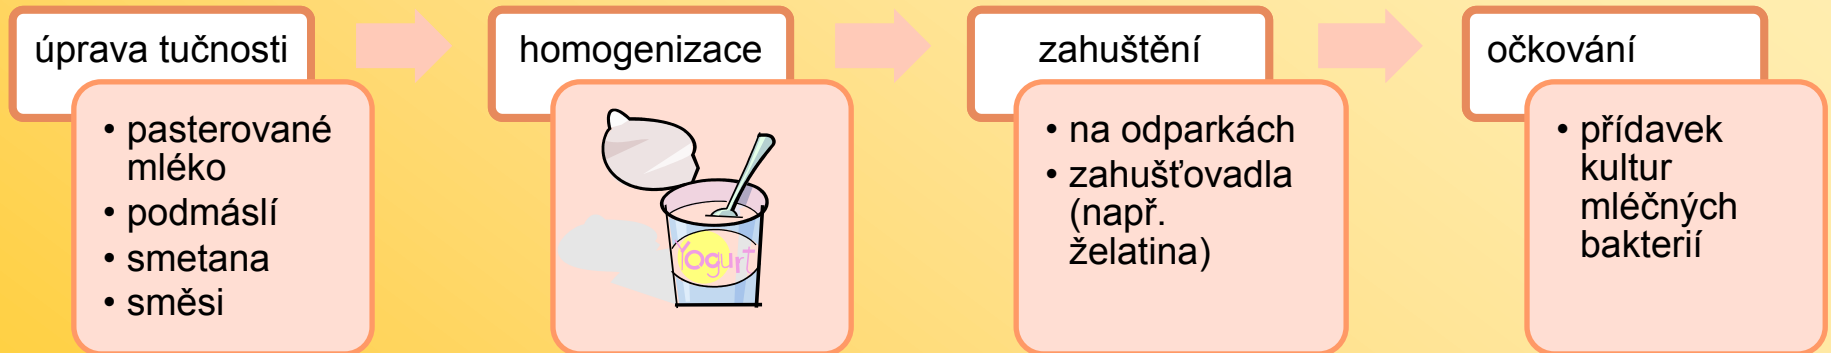 úprava tučnosti
• pasterované
mléko
• podmáslí
• smetana
• směsi
homogenizace
Yogurt
zahuštění
• na odparkách
• zahušťovadla
(např.
želatina)
očkování
• přídavek
kultur
mléčných
bakterií